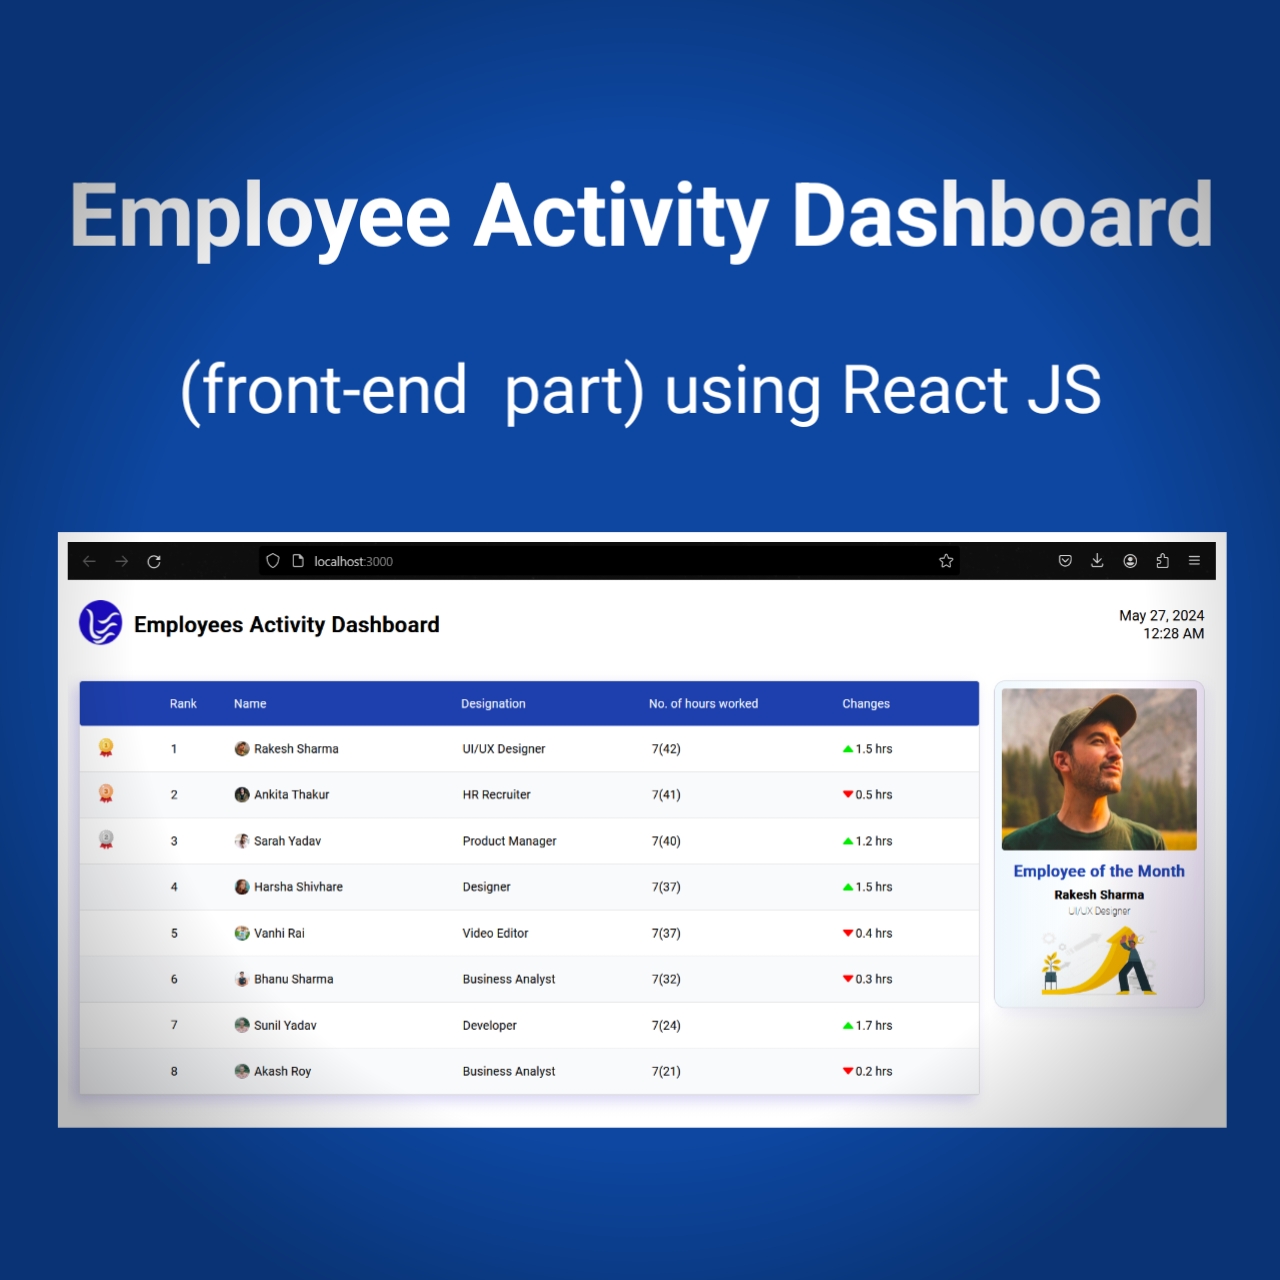 Employee Activity Dashboard
(front-end part) using React JS
localhost:3000
Employees Activity Dashboard
May 27, 2024
12:28 AM
Rank Name Designation No. of hours worked Changes
1 Rakesh Sharma UI/UX Designer 7(42) 1.5 hrs
2 Ankita Thakur HR Recruiter 7(41) 0.5 hrs
3 Sarah Yadav Product Manager 7(40) 1.2 hrs
4 Harsha Shivhare Designer 7(37) 1.5 hrs
5 Vanhi Rai Video Editor 7(37) 0.4 hrs
6 Bhanu Sharma Business Analyst 7(32) 0.3 hrs
7 Sunil Yadav Developer 7(24) 1.7 hrs
8 Akash Roy Business Analyst 7(21) 0.2 hrs
Employee of the Month
Rakesh Sharma
UI/UX Designer